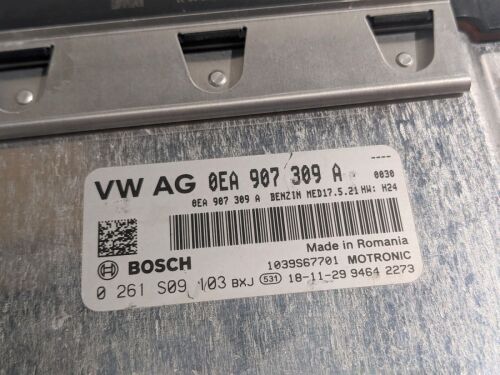 VW AG 0EA 907 309 A ----
0030
0EA 907 309 A BENZIN MED17.5.21 HW: H24
Made in Romania
BOSCH 1039S67701 MOTRONIC
0 261 S09 103 BXJ 531 18-11-29 9464 2273